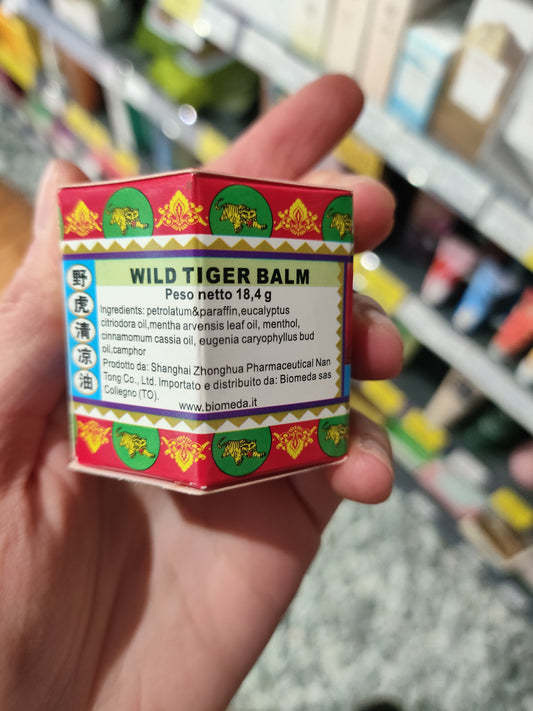 野虎清凉油
WILD TIGER BALM
Peso netto 18,4 g
Ingredients: petrolatum&paraffin,eucalyptus
citriodora oil,mentha arvensis leaf oil, menthol,
cinnamomum cassia oil, eugenia caryophyllus bud
oil,camphor
Prodotto da: Shanghai Zhonghua Pharmaceutical Nan
Tong Co., Ltd. Importato e distribuito da: Biomeda sas
Collegno (TO).
www.biomeda.it